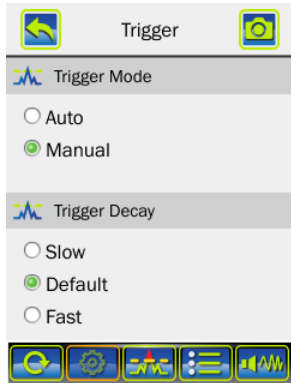 Trigger
Trigger Mode
Auto
Manual
Trigger Decay
Slow
Default
Fast